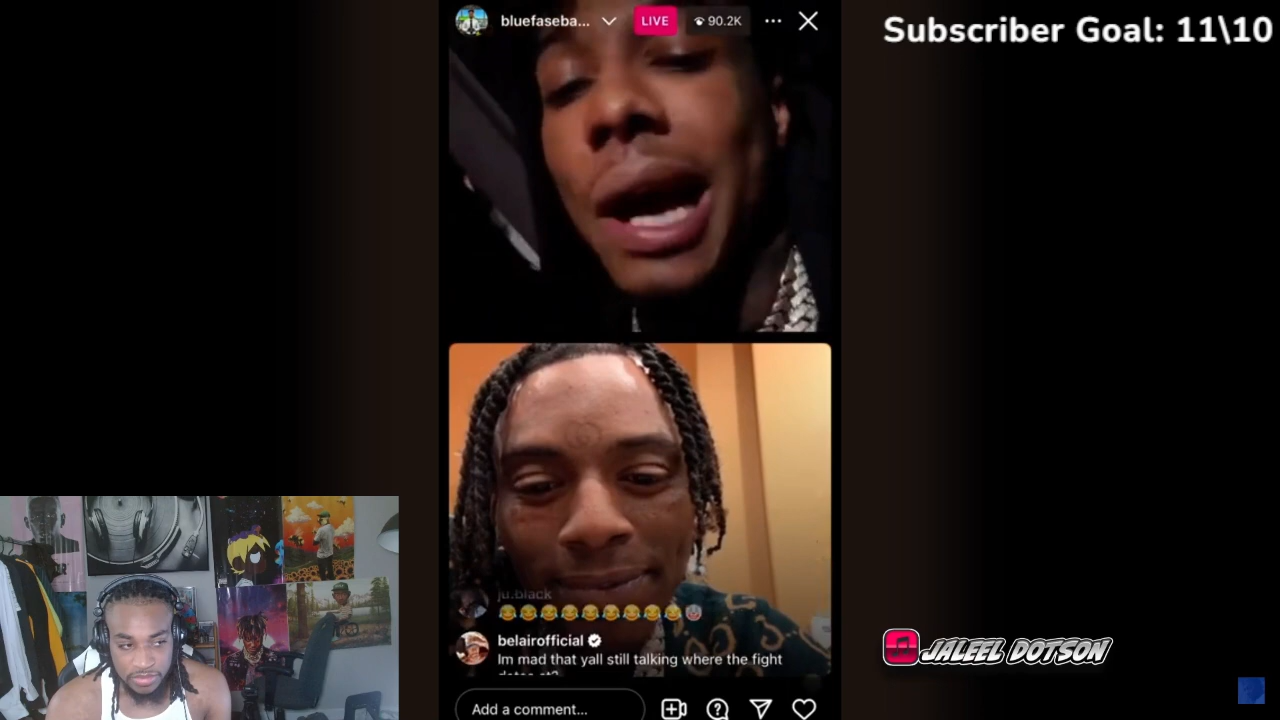 bluefaseba...
LIVE
90.2K
Subscriber Goal: 11\10
ju.black
belairofficial
Im mad that yall still talking where the fight
Add a comment...
JALEEL DOTSON